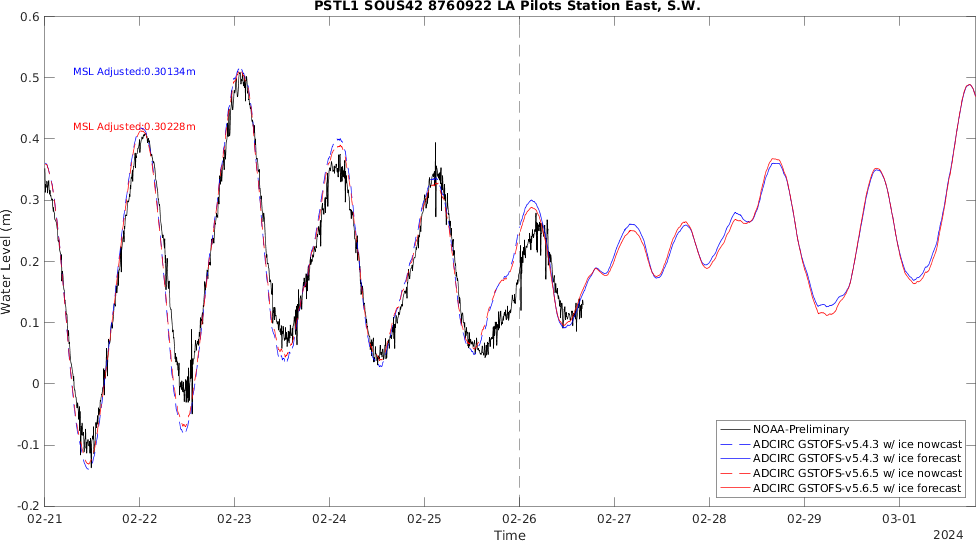 PSTL1 SOUS42 8760922 LA Pilots Station East, S.W.
0.6
0.5
0.4
0.3
0.2
0.1
0
-0.1
-0.2
Water Level (m)
MSL Adjusted:0.30134m
MSL Adjusted:0.30228m
NOAA-Preliminary
ADCIRC GSTOFS-v5.4.3 w/ ice nowcast
ADCIRC GSTOFS-v5.4.3 w/ ice forecast
ADCIRC GSTOFS-v5.6.5 w/ ice nowcast
ADCIRC GSTOFS-v5.6.5 w/ ice forecast
02-21 02-22 02-23 02-24 02-25 02-26 02-27 02-28 02-29 03-01
Time
2024